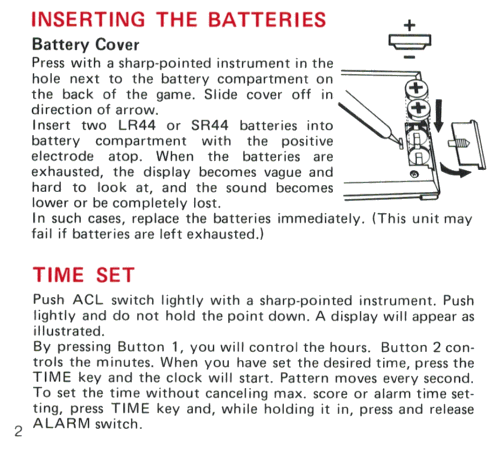 INSERTING THE BATTERIES
Battery Cover
Press with a sharp-pointed instrument in the
hole next to the battery compartment on
the back of the game. Slide cover off in
direction of arrow.
Insert two LR44 or SR44 batteries into
battery compartment with the positive
electrode atop. When the batteries are
exhausted, the display becomes vague and
hard to look at, and the sound becomes
lower or be completely lost.
In such cases, replace the batteries immediately. (This unit may
fail if batteries are left exhausted.)
+
−
+
+
TIME SET
Push ACL switch lightly with a sharp-pointed instrument. Push
lightly and do not hold the point down. A display will appear as
illustrated.
By pressing Button 1, you will control the hours. Button 2 con-
trols the minutes. When you have set the desired time, press the
TIME key and the clock will start. Pattern moves every second.
To set the time without canceling max. score or alarm time set-
ting, press TIME key and, while holding it in, press and release
ALARM switch.
2